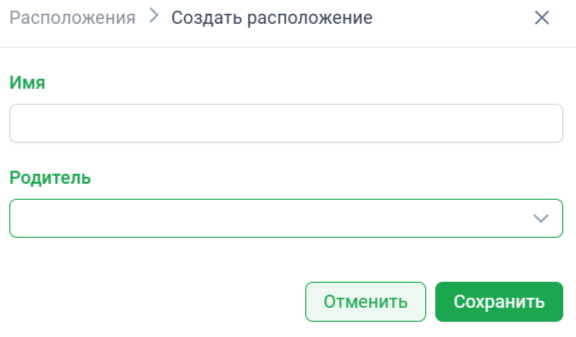 Расположения > Создать расположение
Имя
Родитель
Отменить Сохранить